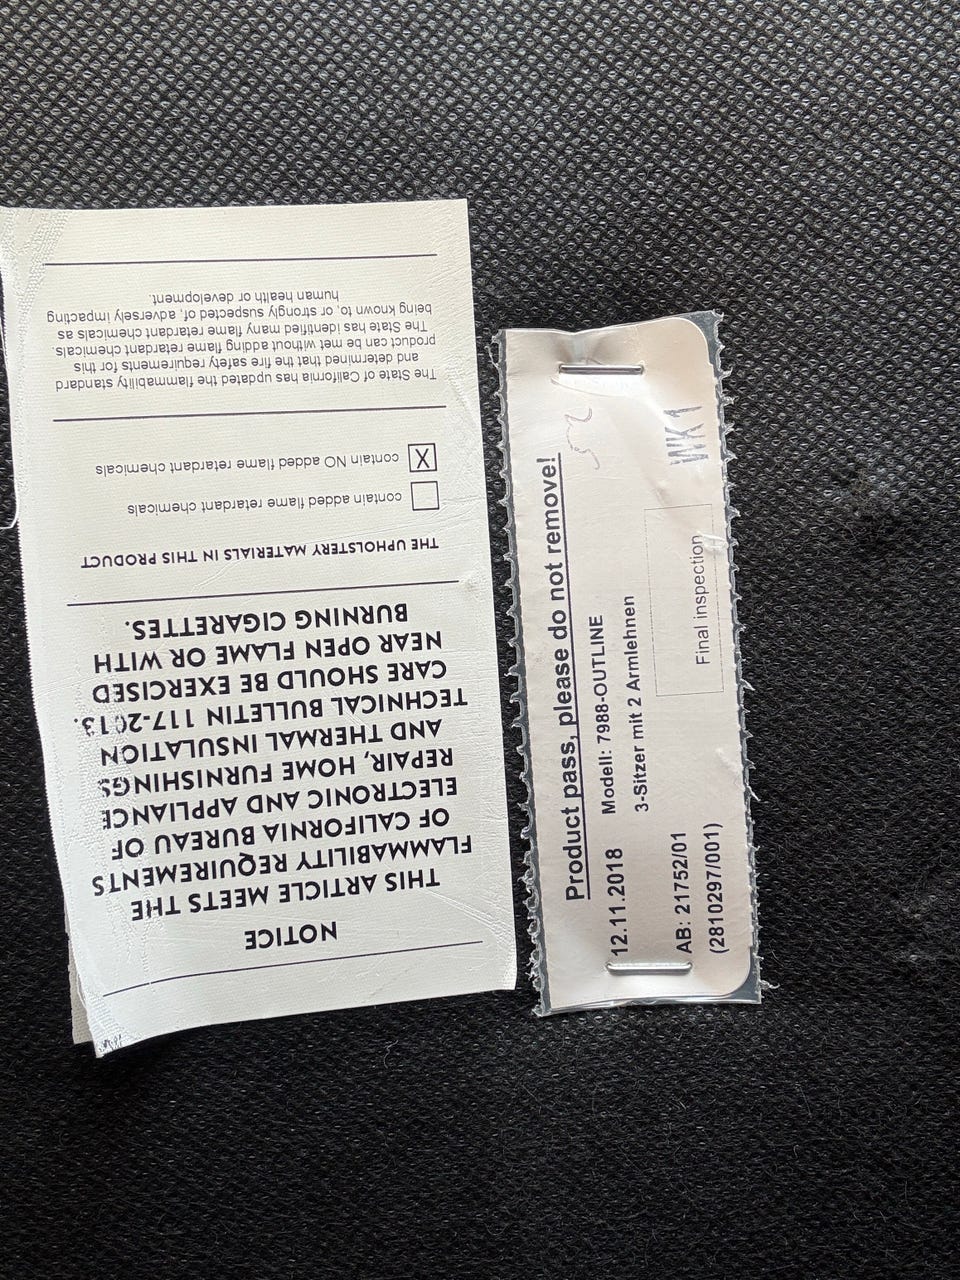 NOTICE
THIS ARTICLE MEETS THE
FLAMMABILITY REQUIREMENTS
OF CALIFORNIA BUREAU OF
ELECTRONIC AND APPLIANCE
REPAIR, HOME FURNISHINGS
AND THERMAL INSULATION
TECHNICAL BULLETIN 117-2013.
CARE SHOULD BE EXERCISED
NEAR OPEN FLAME OR WITH
BURNING CIGARETTES.
THE UPHOLSTERY MATERIALS IN THIS PRODUCT
contain added flame retardant chemicals
X contain NO added flame retardant chemicals
The State of California has updated the flammability standard
and determined that the fire safety requirements for this
product can be met without adding flame retardant chemicals.
The State has identified many flame retardant chemicals as
being known to, or strongly suspected of, adversely impacting
human health or development.
Product pass, please do not remove!
12.11.2018 Modell: 7988-OUTLINE
3-Sitzer mit 2 Armlehnen
AB: 21752/01
(2810297/001)
Final inspection
WK 1